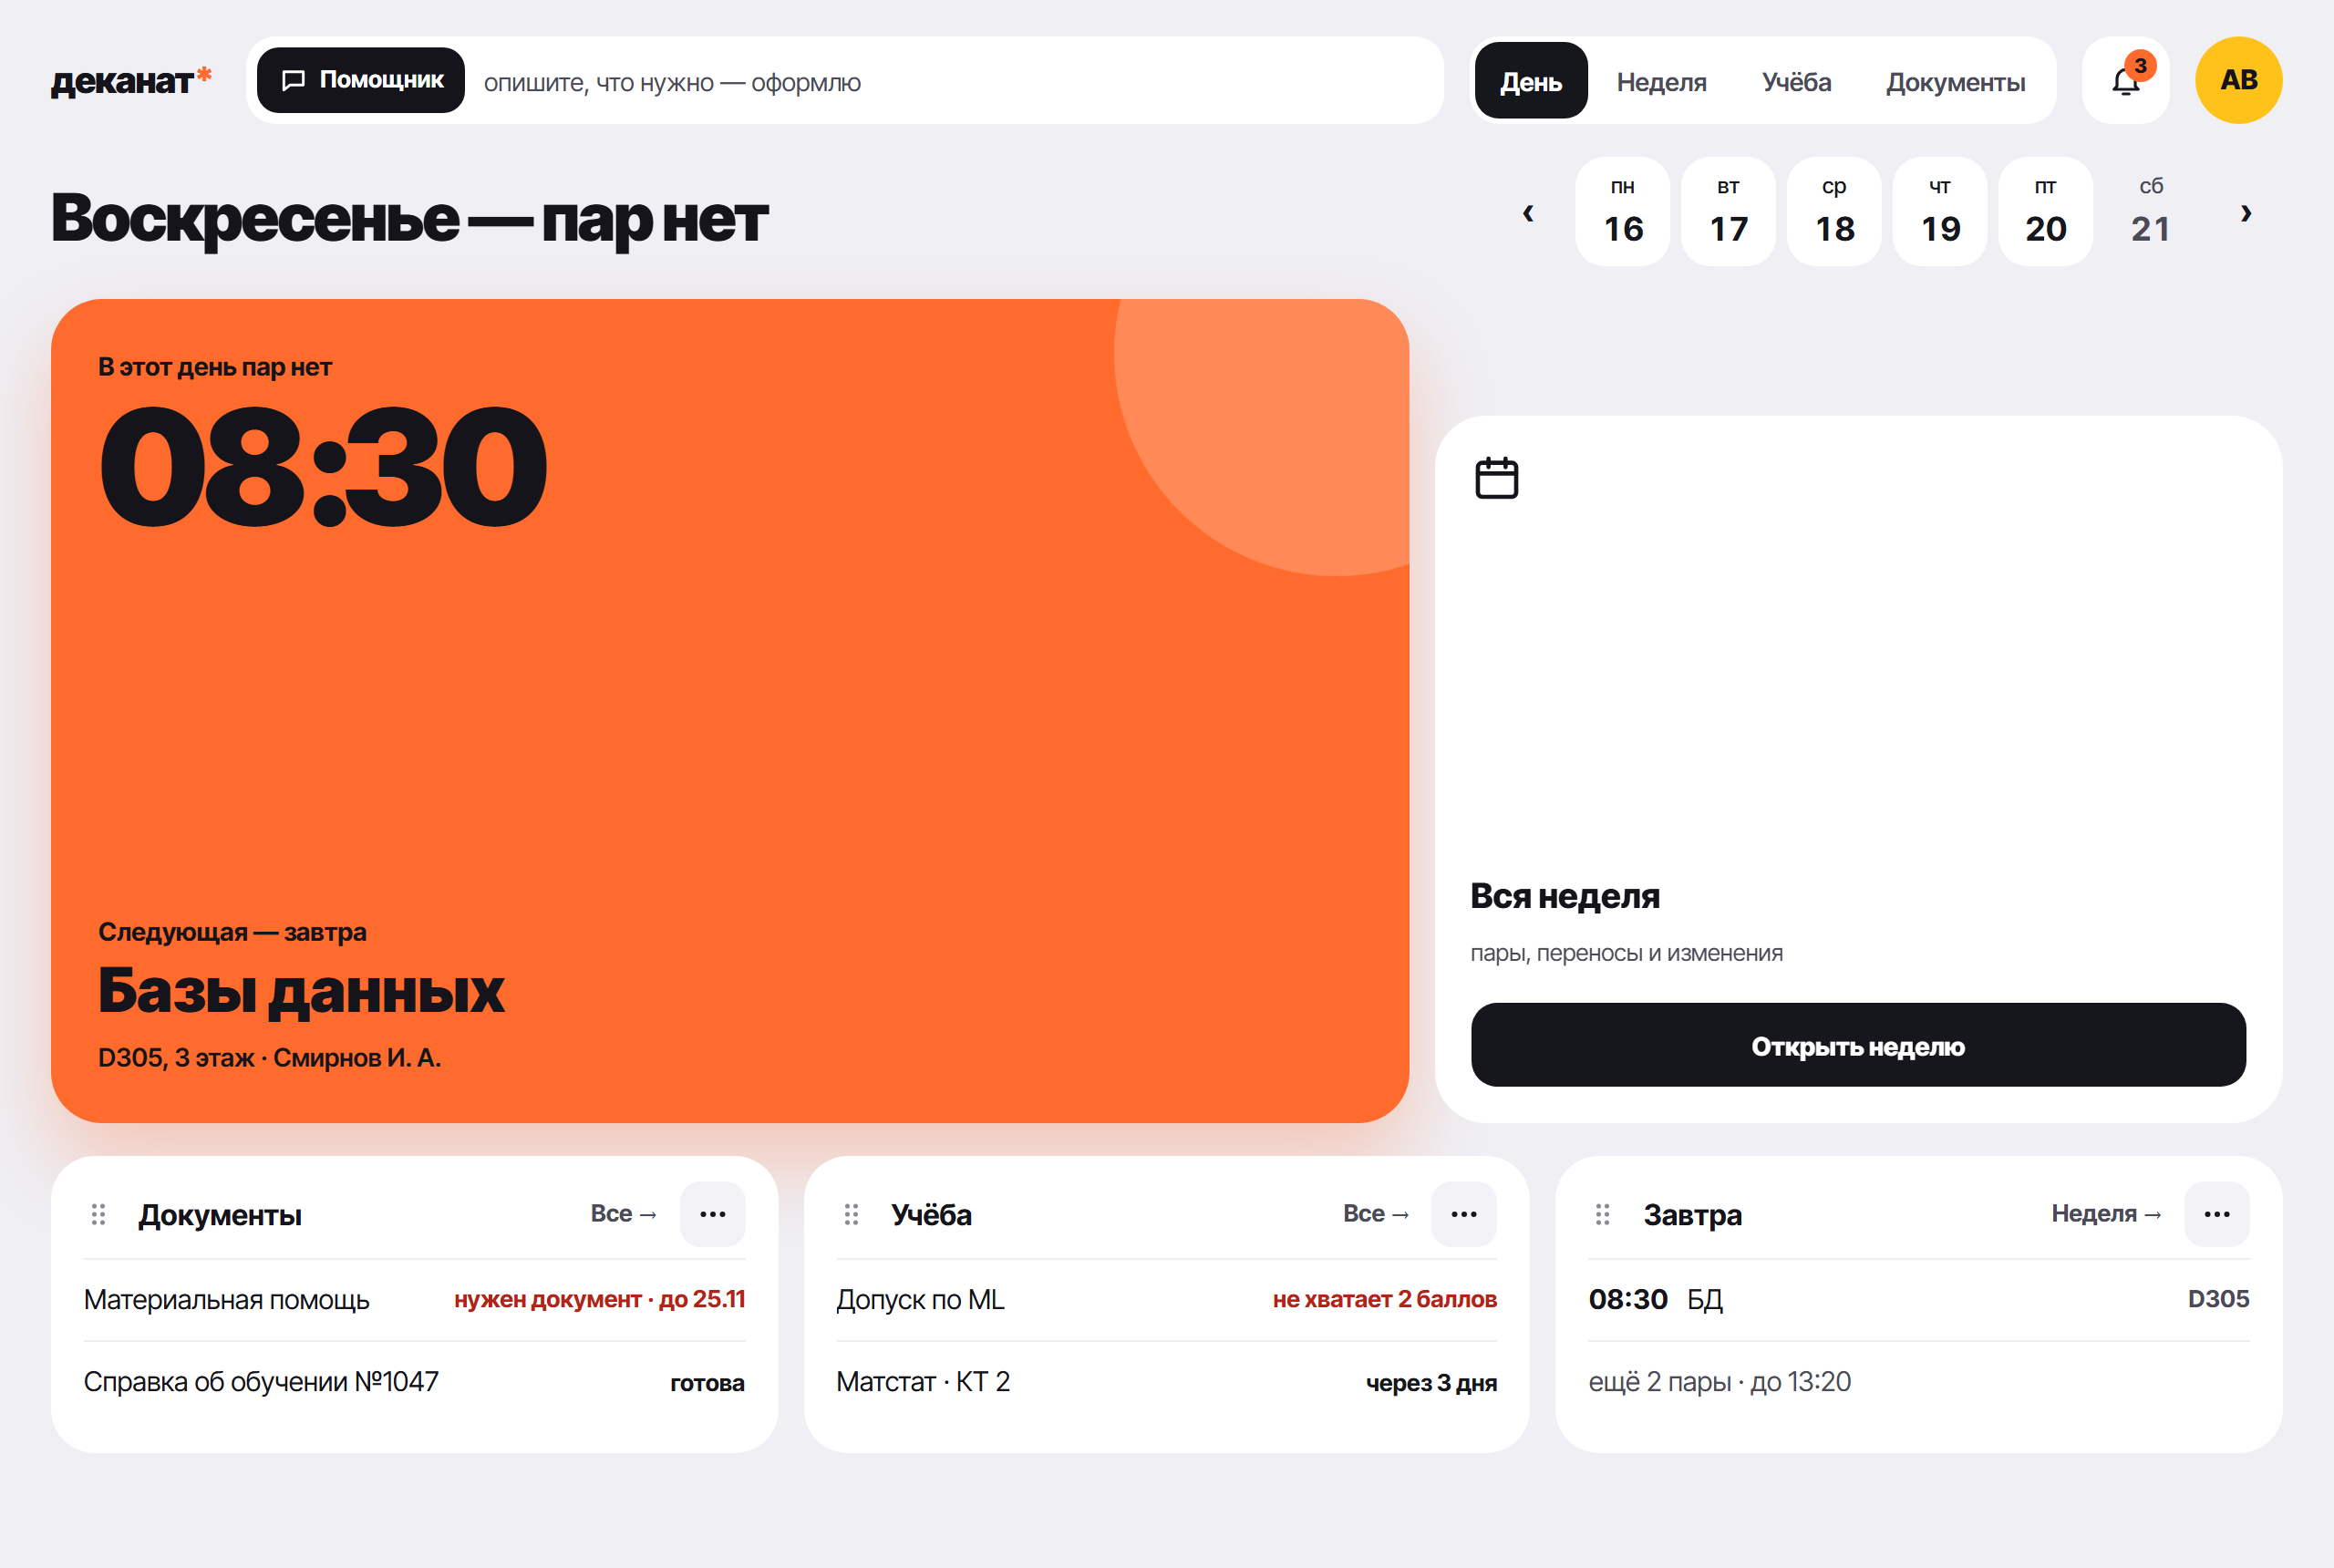 деканат*
Помощник опишите, что нужно — оформлю
День Неделя Учёба Документы
3
АВ
Воскресенье — пар нет
‹ пн вт ср чт пт сб ›
16 17 18 19 20 21
В этот день пар нет
08:30
Следующая — завтра
Базы данных
D305, 3 этаж · Смирнов И. А.
Вся неделя
пары, переносы и изменения
Открыть неделю
Документы Все →
Материальная помощь нужен документ · до 25.11
Справка об обучении №1047 готова
Учёба Все →
Допуск по ML не хватает 2 баллов
Матстат · КТ 2 через 3 дня
Завтра Неделя →
08:30 БД D305
ещё 2 пары · до 13:20